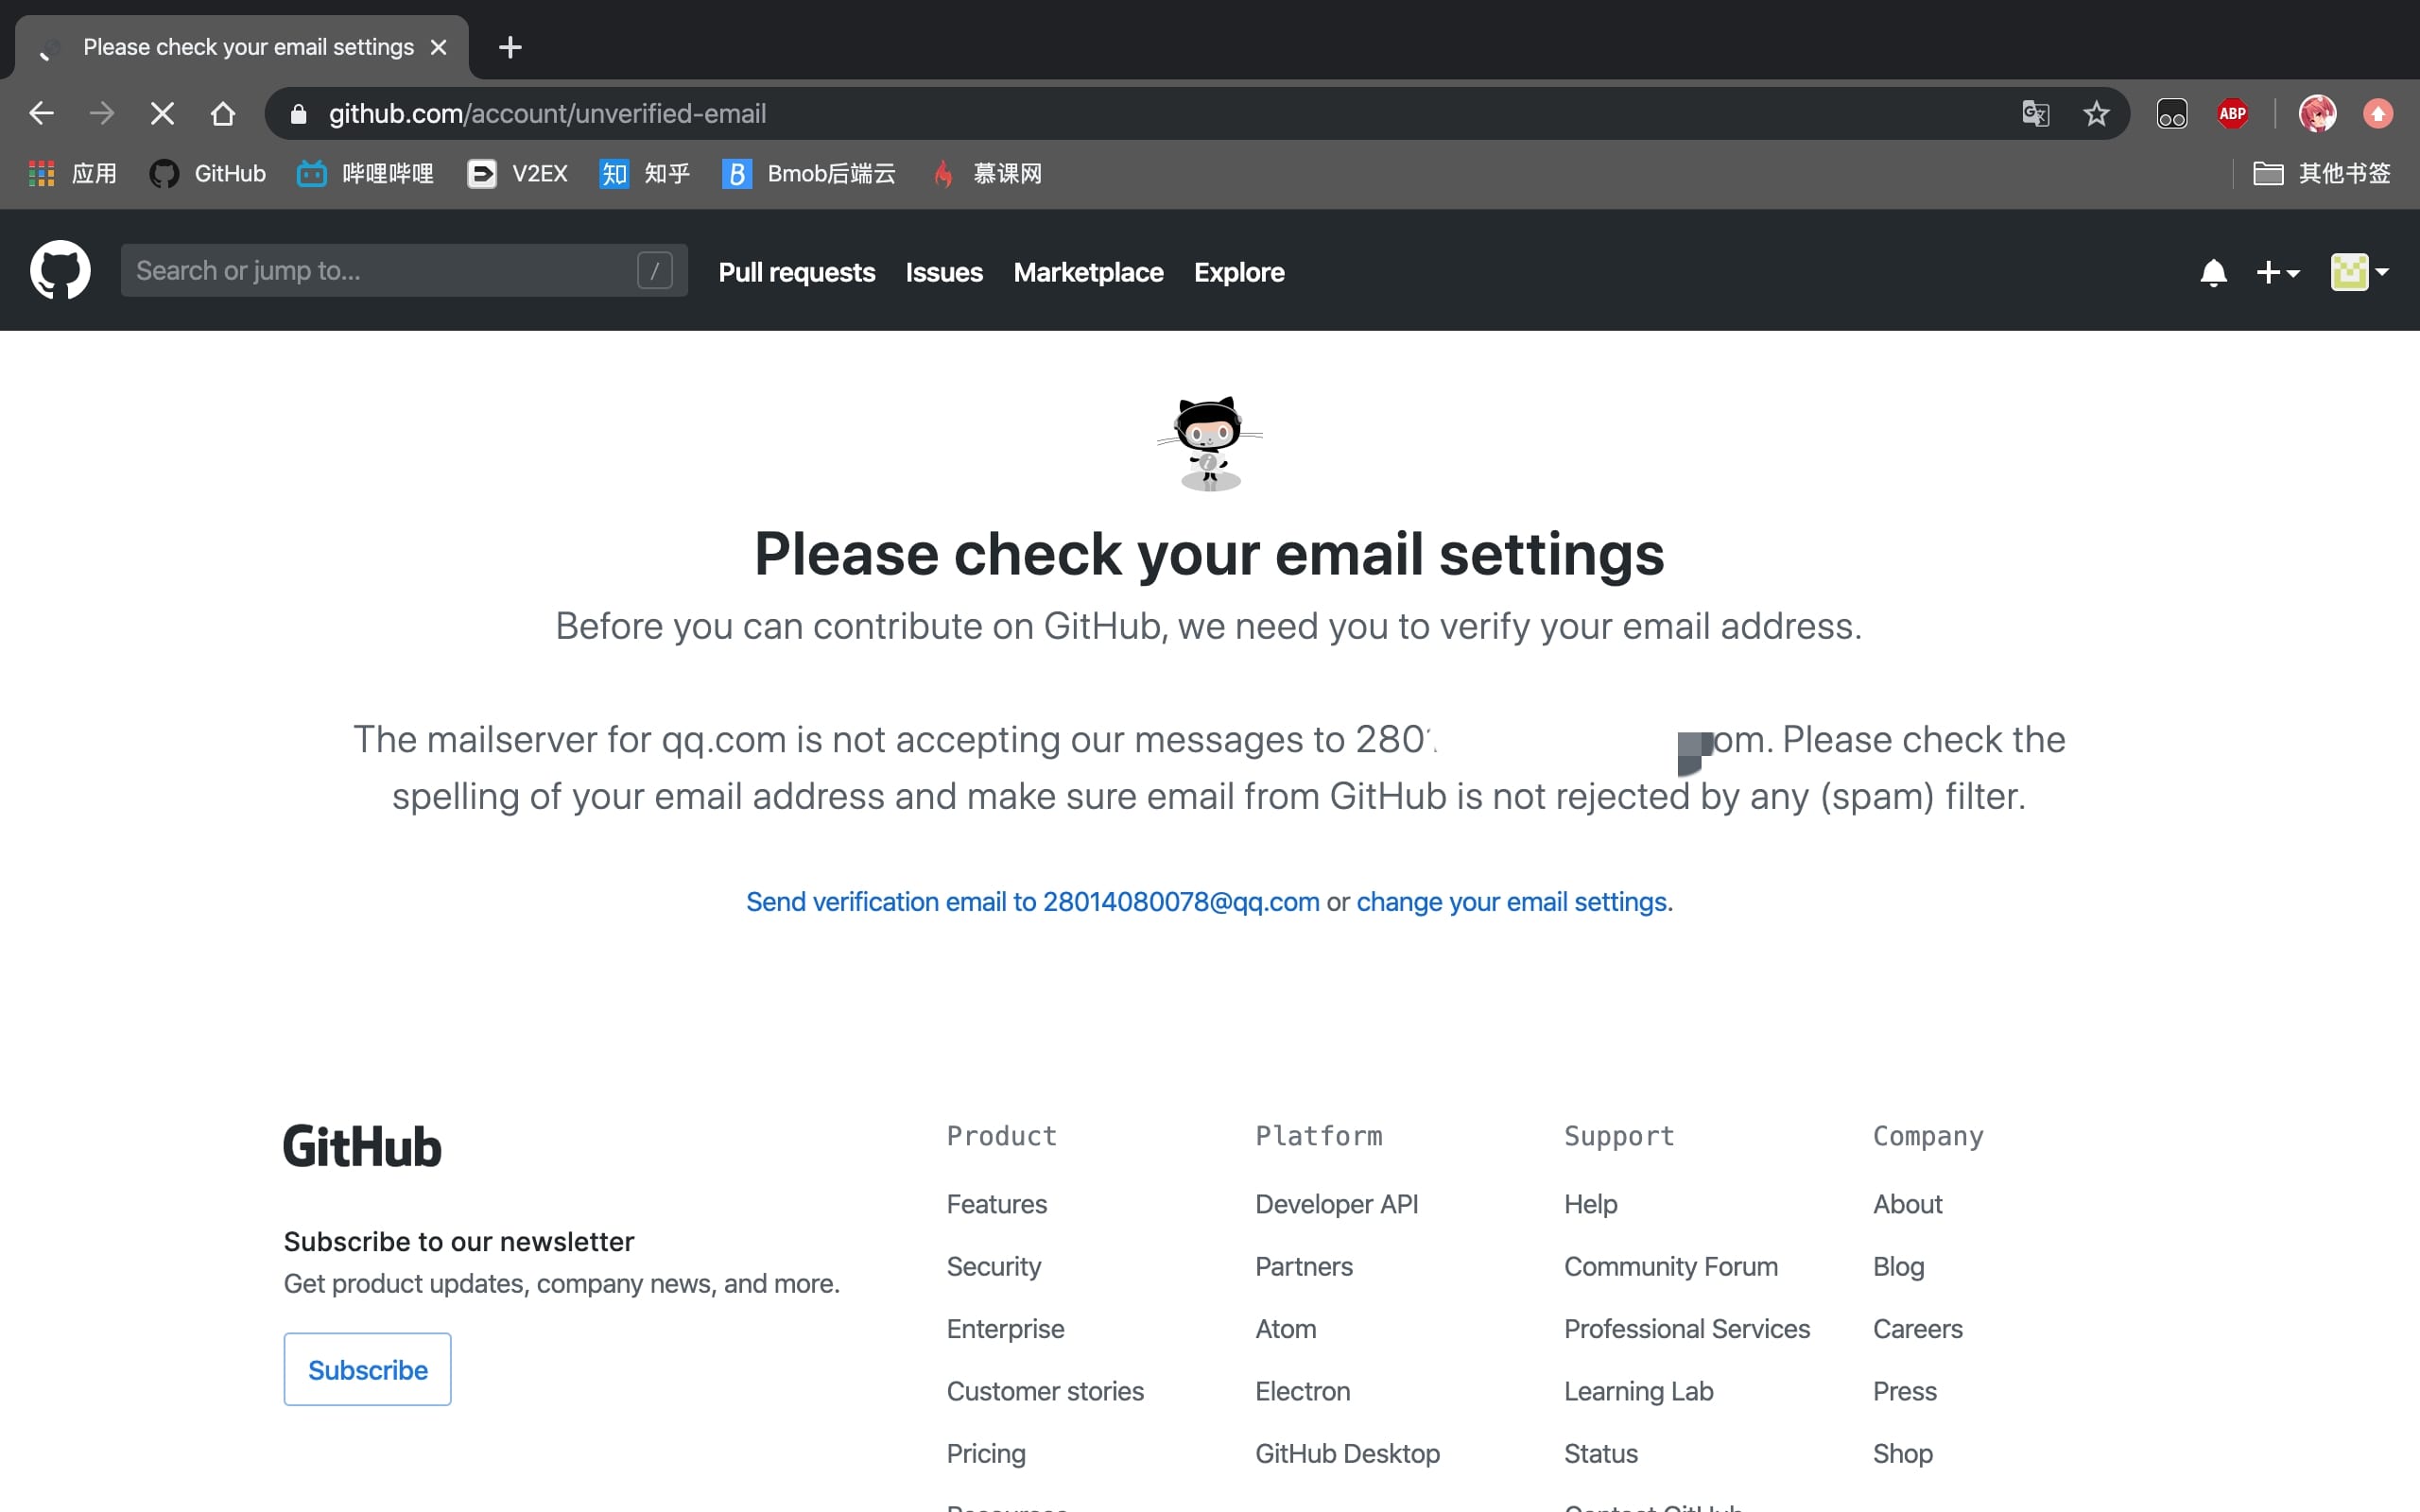 Please check your email settings
github.com/account/unverified-email
ABP
应用 GitHub 哔哩哔哩 V2EX 知 知乎 B Bmob后端云 慕课网 其他书签
Search or jump to... / Pull requests Issues Marketplace Explore
Please check your email settings
Before you can contribute on GitHub, we need you to verify your email address.
The mailserver for qq.com is not accepting our messages to 280 om. Please check the
spelling of your email address and make sure email from GitHub is not rejected by any (spam) filter.
Send verification email to 28014080078@qq.com or change your email settings.
GitHub
Subscribe to our newsletter
Get product updates, company news, and more.
Subscribe
Product
Features
Security
Enterprise
Customer stories
Pricing
Platform
Developer API
Partners
Atom
Electron
GitHub Desktop
Support
Help
Community Forum
Professional Services
Learning Lab
Status
Company
About
Blog
Careers
Press
Shop